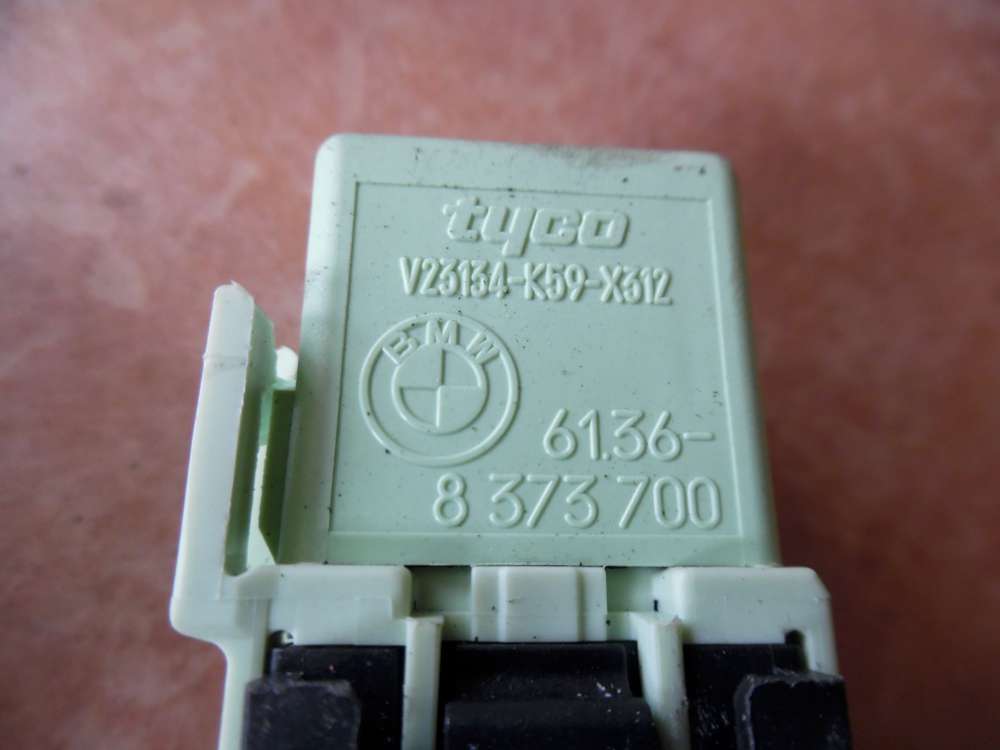 tyco
V23134-K59-X312
BMW
61.36-
8 373 700